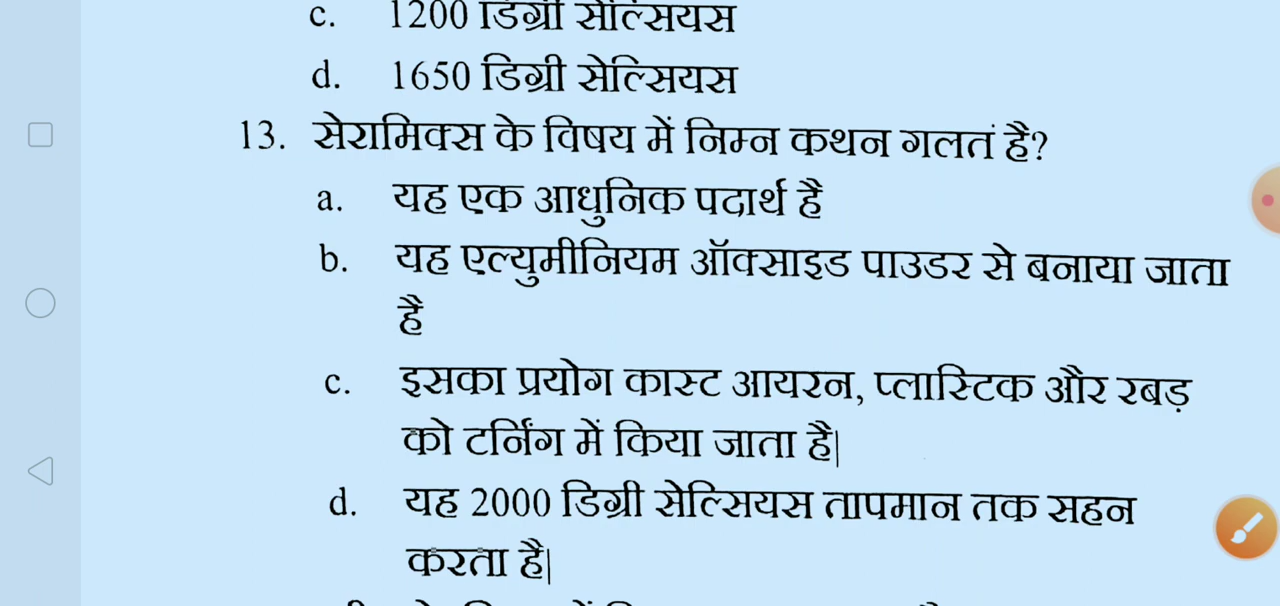 c. 1200 डिग्री सेल्सियस
d. 1650 डिग्री सेल्सियस
13. सेरामिक्स के विषय में निम्न कथन गलतं है?
a. यह एक आधुनिक पदार्थ है
b. यह एल्युमीनियम ऑक्साइड पाउडर से बनाया जाता
है
c. इसका प्रयोग कास्ट आयरन, प्लास्टिक और रबड़
को टर्निंग में किया जाता है|
d. यह 2000 डिग्री सेल्सियस तापमान तक सहन
करता है|